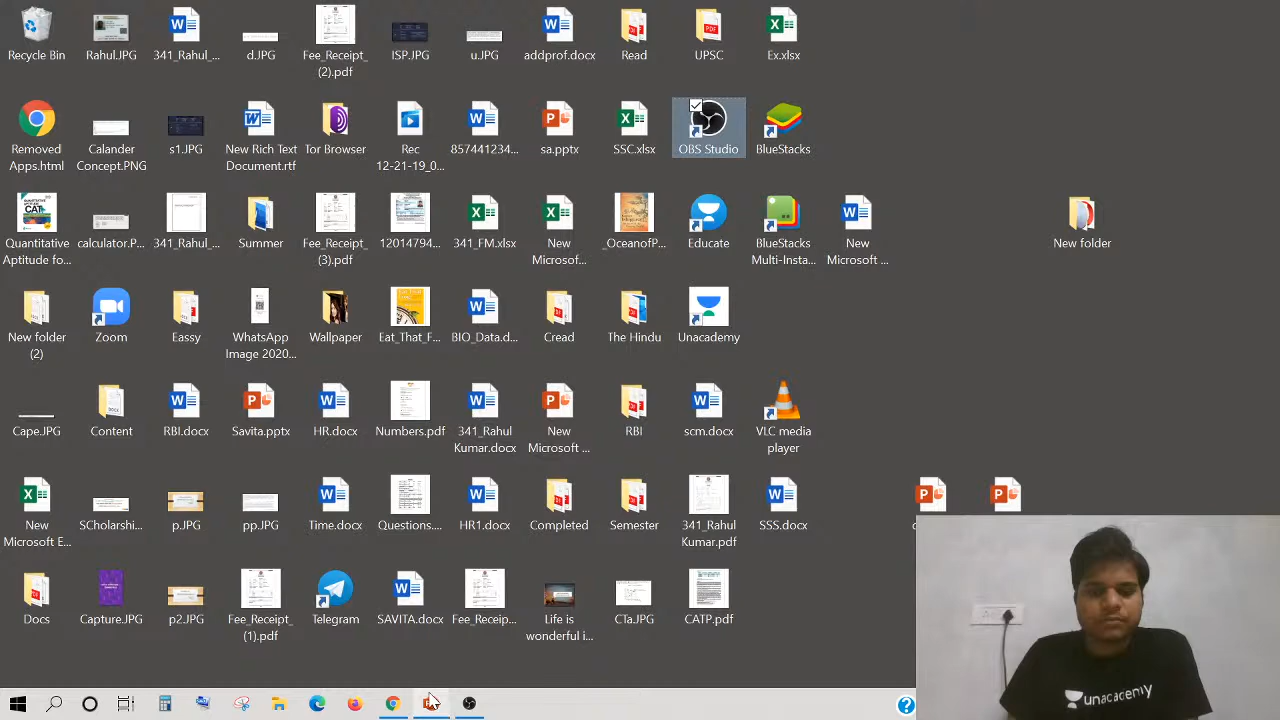 Recycle Bin
Rahul.JPG
341_Rahul_...
d.JPG
Fee_Receipt_
(2).pdf
ISP.JPG
u.JPG
addprof.docx
Read
UPSC
Ex.xlsx
Removed
Apps.html
Calander
Concept.PNG
s1.JPG
New Rich Text
Document.rtf
Tor Browser
Rec
12-21-19_0...
857441234...
sa.pptx
SSC.xlsx
OBS Studio
BlueStacks
Quantitative
Aptitude fo...
calculator.P...
341_Rahul_...
Summer
Fee_Receipt_
(3).pdf
12014794...
341_FM.xlsx
New
Microsof...
_OceanofP...
Educate
BlueStacks
Multi-Insta...
New
Microsoft ...
New folder
New folder
(2)
Zoom
Eassy
WhatsApp
Image 2020...
Wallpaper
Eat_That_F...
BIO_Data.d...
Cread
The Hindu
Unacademy
Cape.JPG
Content
RBI.docx
Savita.pptx
HR.docx
Numbers.pdf
341_Rahul
Kumar.docx
New
Microsoft ...
RBI
scm.docx
VLC media
player
New
Microsoft E...
SCholarshi...
p.JPG
pp.JPG
Time.docx
Questions....
HR1.docx
Completed
Semester
341_Rahul
Kumar.pdf
SSS.docx
Docs
Capture.JPG
p2.JPG
Fee_Receipt_
(1).pdf
Telegram
SAVITA.docx
Fee_Receip...
Life is
wonderful i...
CTa.JPG
CATP.pdf
unacademy